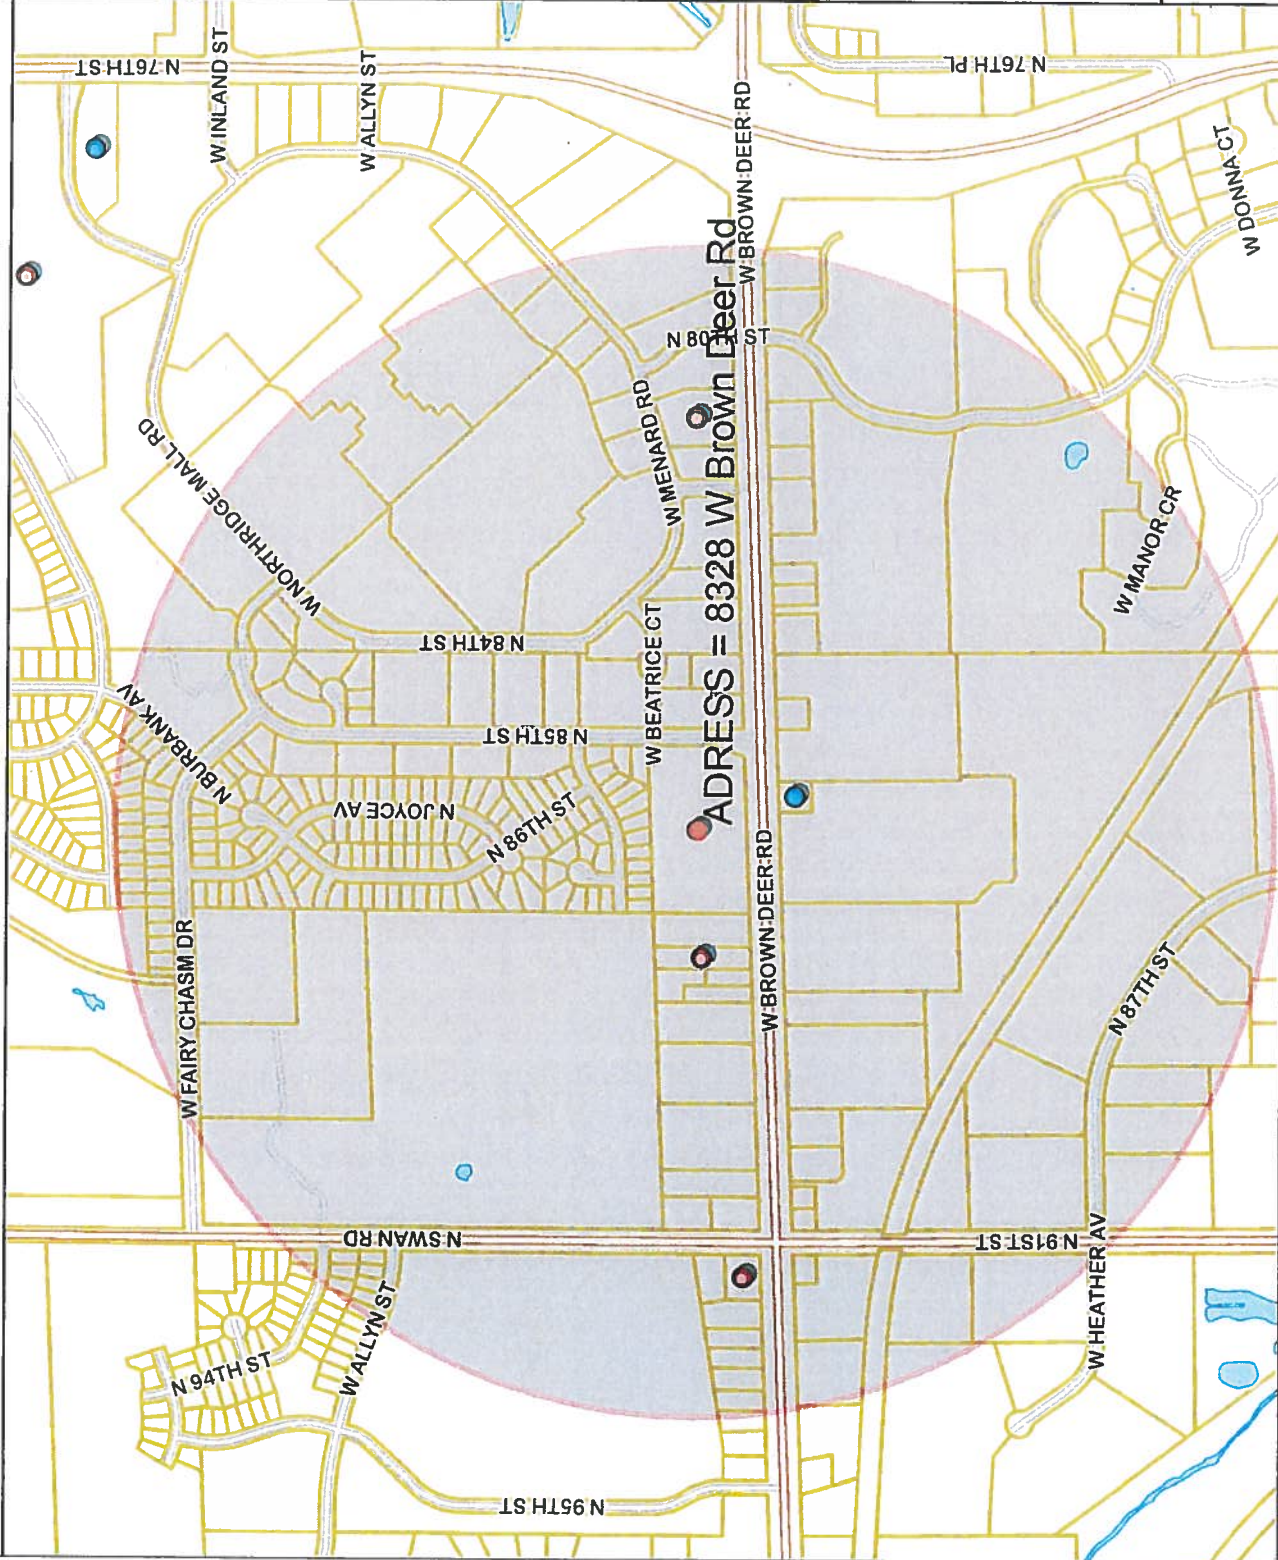 N 76TH ST
W INLAND ST
W ALLYN ST
N 76TH PL
W BROWN DEER RD
W DONNA CT
W BROWN DEER RD
N 80TH ST
W NORTHRIDGE MALL RD
W MENARD RD
W MANOR CR
N 84TH ST
W BEATRICE CT
ADRESS = 8328 W Brown Deer Rd
N BURBANK AV
N 85TH ST
N JOYCE AV
N 86TH ST
W BROWN DEER RD
W FAIRY CHASM DR
N 87TH ST
N SWAN RD
N 91ST ST
W HEATHER AV
W ALLYN ST
N 94TH ST
N 95TH ST